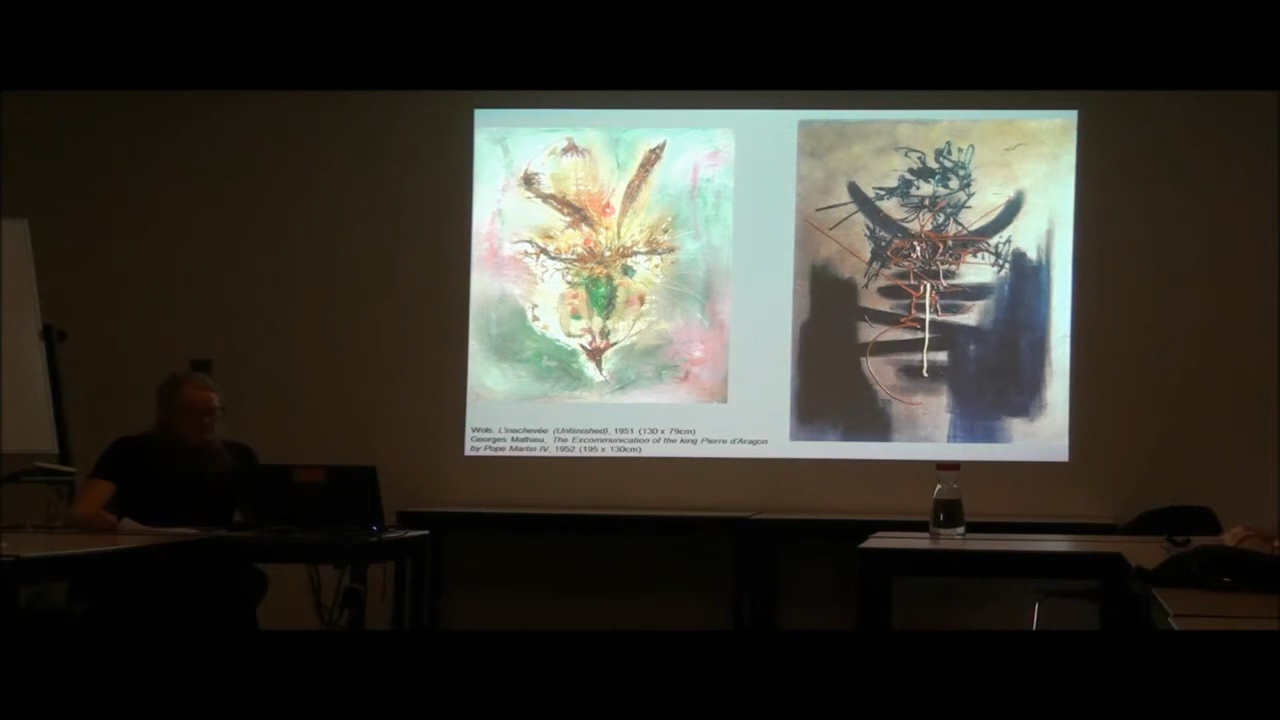 Wols, L'inachevée (Unfinished), 1951 (130 x 79cm)
Georges Mathieu, The Excommunication of the king Pierre d'Aragon
by Pope Martin IV, 1952 (195 x 130cm)